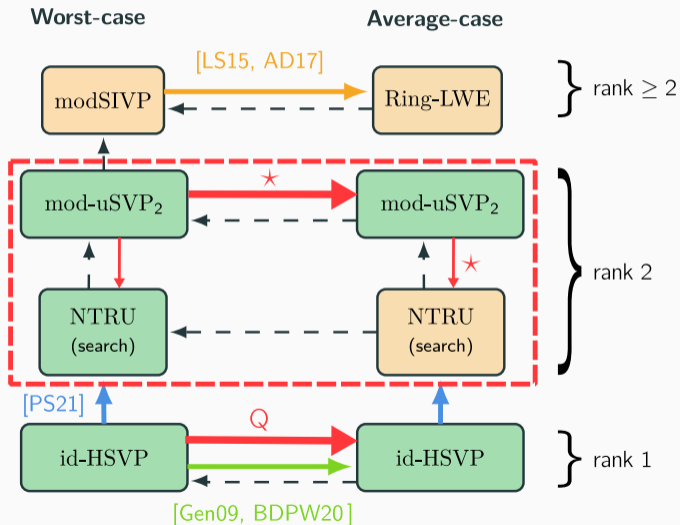 Worst-case
Average-case
[LS15, AD17]
modSIVP
Ring-LWE
rank ≥ 2
mod-uSVP₂
★
mod-uSVP₂
★
rank 2
NTRU
(search)
NTRU
(search)
[PS21]
Q
id-HSVP
id-HSVP
rank 1
[Gen09, BDPW20]